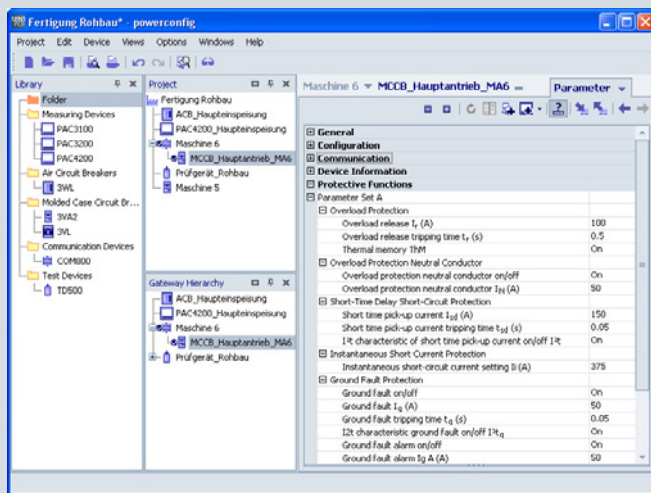 Fertigung Rohbau* - powerconfig
Project Edit Device Views Options Windows Help
Library
Folder
Measuring Devices
PAC3100
PAC3200
PAC4200
Air Circuit Breakers
3WL
Molded Case Circuit Br...
3VA2
3VL
Communication Devices
COM800
Test Devices
TD500
Project
Fertigung Rohbau
ACB_Haupteinspeisung
PAC4200_Haupteinspeisung
Maschine 6
MCCB_Hauptantrieb_MA6
Prüfgerät_Rohbau
Maschine 5
Gateway Hierarchy
ACB_Haupteinspeisung
PAC4200_Haupteinspeisung
Maschine 6
MCCB_Hauptantrieb_MA6
Prüfgerät_Rohbau
Maschine 6 MCCB_Hauptantrieb_MA6 Parameter
General
Configuration
Communication
Device Information
Protective Functions
Parameter Set A
Overload Protection
Overload release Ir (A) 100
Overload release tripping time tr (s) 0.5
Thermal memory ThM On
Overload Protection Neutral Conductor
Overload protection neutral conductor on/off On
Overload protection neutral conductor IN (A) 50
Short-Time Delay Short-Circuit Protection
Short time pick-up current Isd (A) 150
Short time pick-up current tripping time tsd (s) 0.05
I²t characteristic of short time pick-up current on/off I²t On
Instantaneous Short Current Protection
Instantaneous short-circuit current setting Ii (A) 375
Ground Fault Protection
Ground fault on/off On
Ground fault Ig (A) 50
Ground fault tripping time tg (s) 0.05
I2t characteristic ground fault on/off I²tg On
Ground fault alarm on/off On
Ground fault alarm Ig A (A) 50